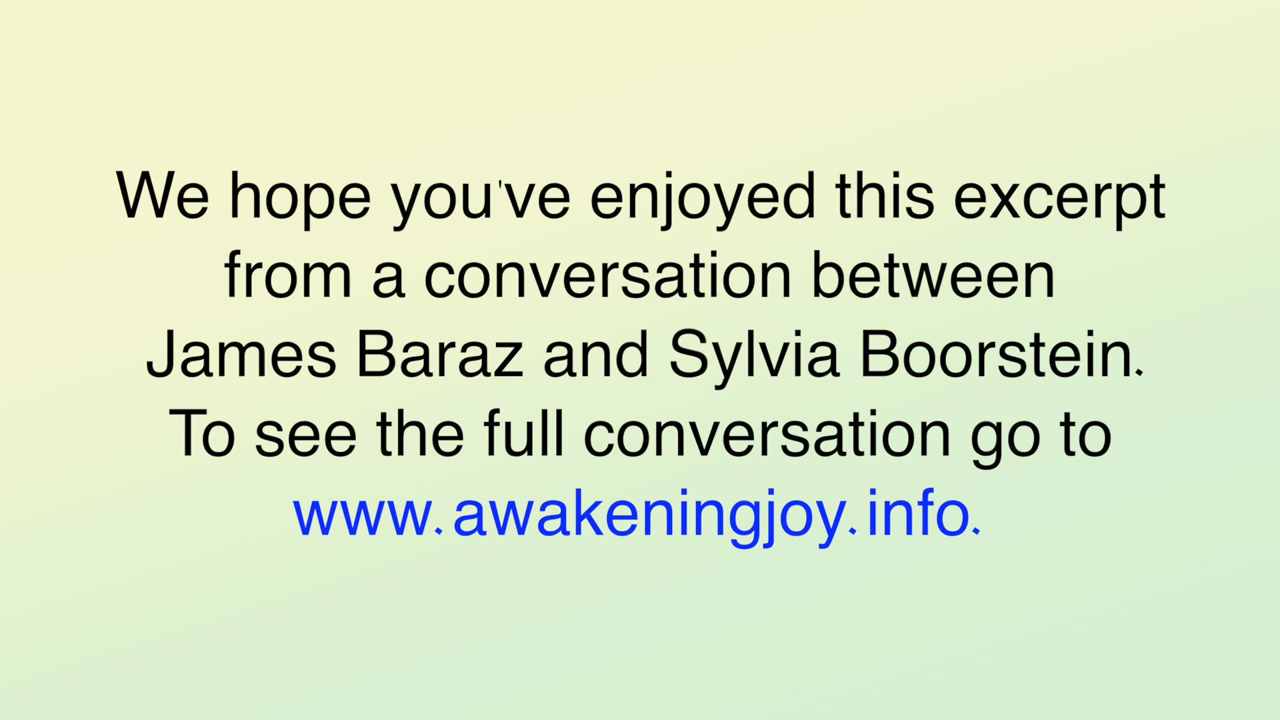 We hope you've enjoyed this excerpt
from a conversation between
James Baraz and Sylvia Boorstein.
To see the full conversation go to
www.awakeningjoy.info.